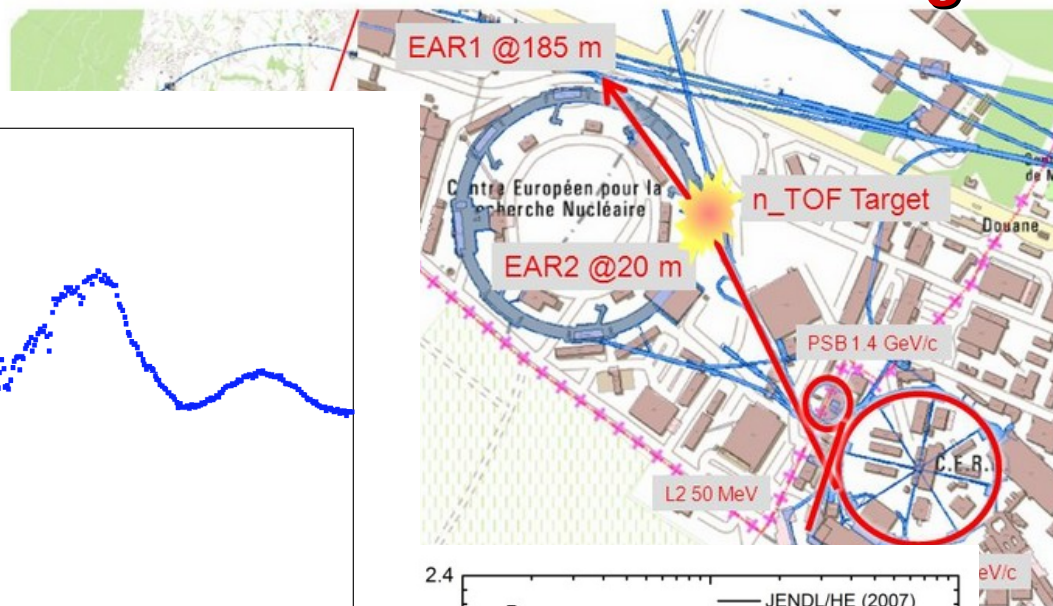 EAR1 @185 m
Centre Européen pour la
Recherche Nucléaire
n_TOF Target
Douane
EAR2 @20 m
PSB 1.4 GeV/c
C.E.R.
L2 50 MeV
eV/c
2.4
JENDL/HE (2007)